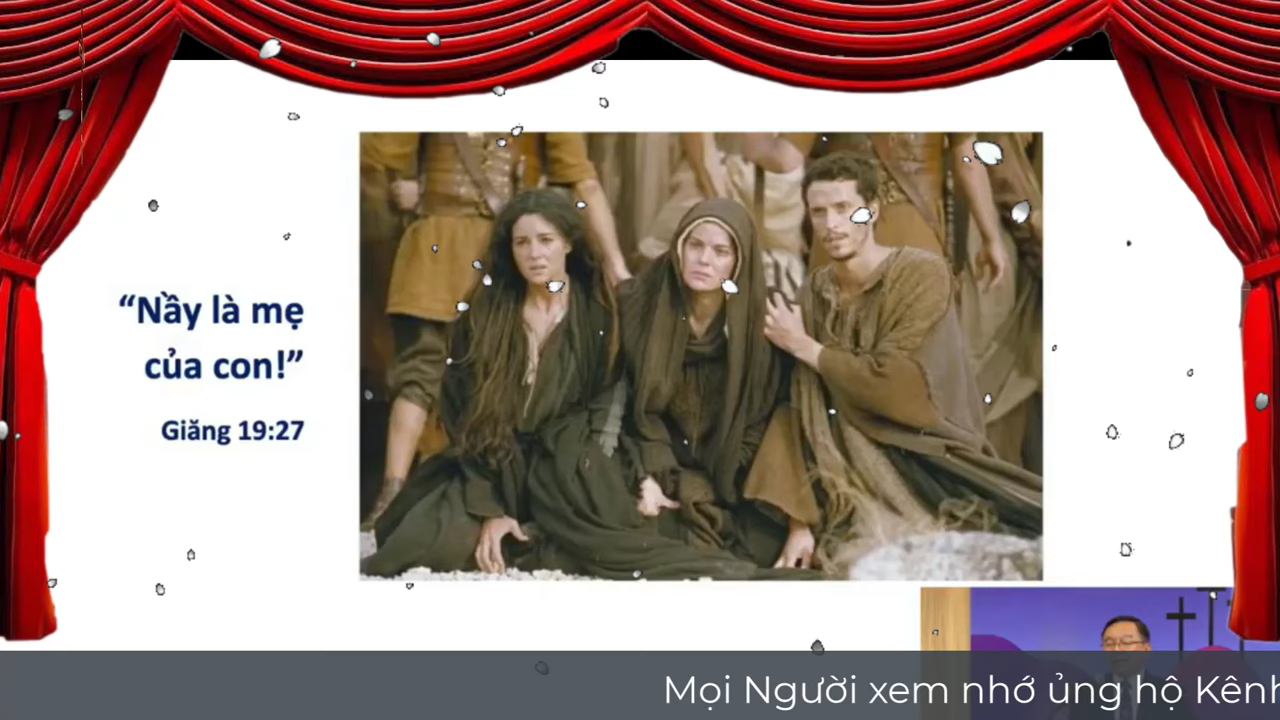 “Nầy là mẹ
của con!”
Giăng 19:27
Mọi Người xem nhớ ủng hộ Kênh